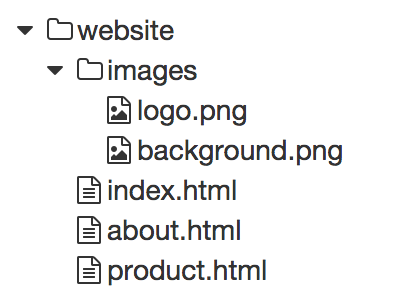 website
images
logo.png
background.png
index.html
about.html
product.html